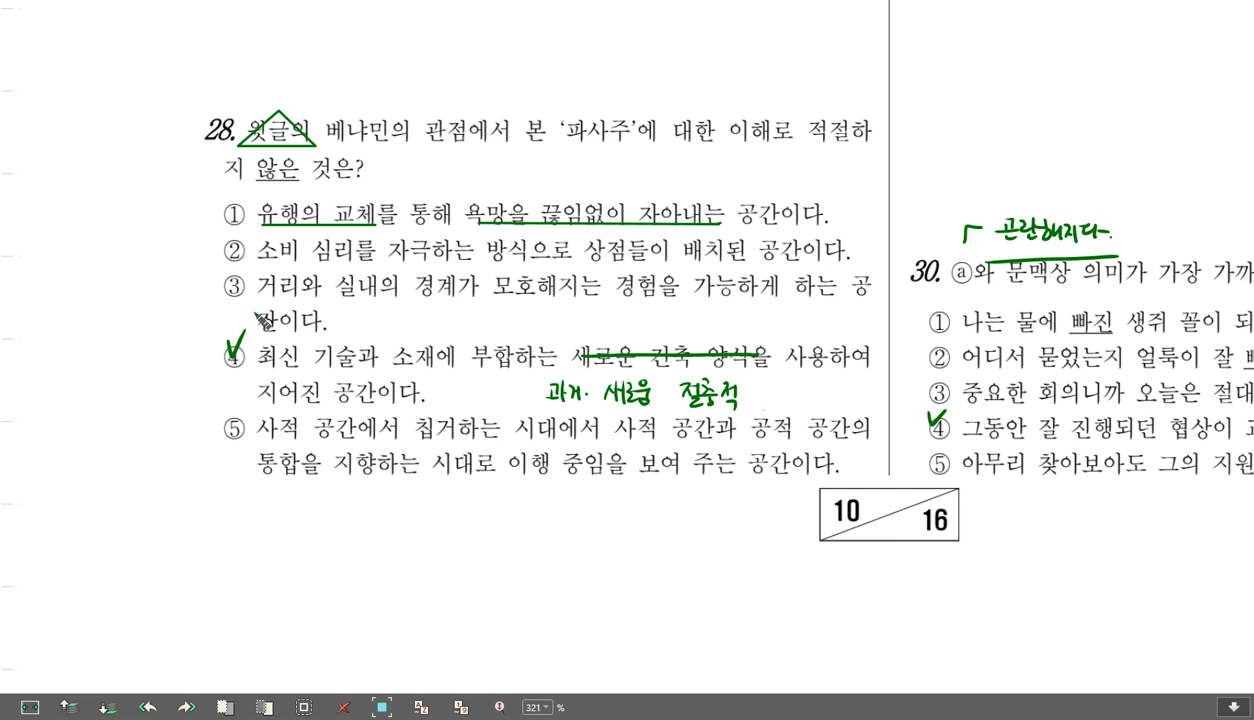 28. 윗글의 베냐민의 관점에서 본 ‘파사주’에 대한 이해로 적절하
지 않은 것은?
① 유행의 교체를 통해 욕망을 끊임없이 자아내는 공간이다.
② 소비 심리를 자극하는 방식으로 상점들이 배치된 공간이다.
③ 거리와 실내의 경계가 모호해지는 경험을 가능하게 하는 공
간이다.
④ 최신 기술과 소재에 부합하는 새로운 건축 양식을 사용하여
지어진 공간이다.
과거. 새로움 절충적
⑤ 사적 공간에서 칩거하는 시대에서 사적 공간과 공적 공간의
통합을 지향하는 시대로 이행 중임을 보여 주는 공간이다.
10
16
곤란해지다.
30. ⓐ와 문맥상 의미가 가장 가까
① 나는 물에 빠진 생쥐 꼴이 되
② 어디서 묻었는지 얼룩이 잘
③ 중요한 회의니까 오늘은 절대
④ 그동안 잘 진행되던 협상이
⑤ 아무리 찾아보아도 그의 지원
321 %